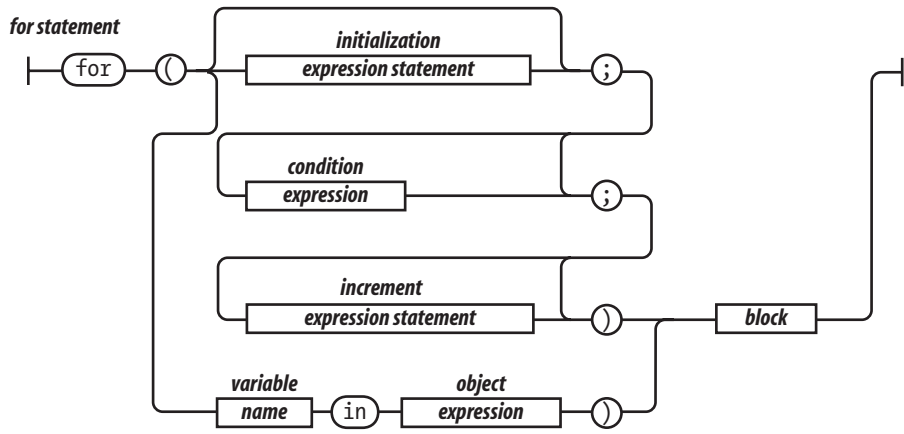 for statement
initialization
for ( expression statement ;
condition
expression ;
increment
expression statement ) block
variable object
name in expression )